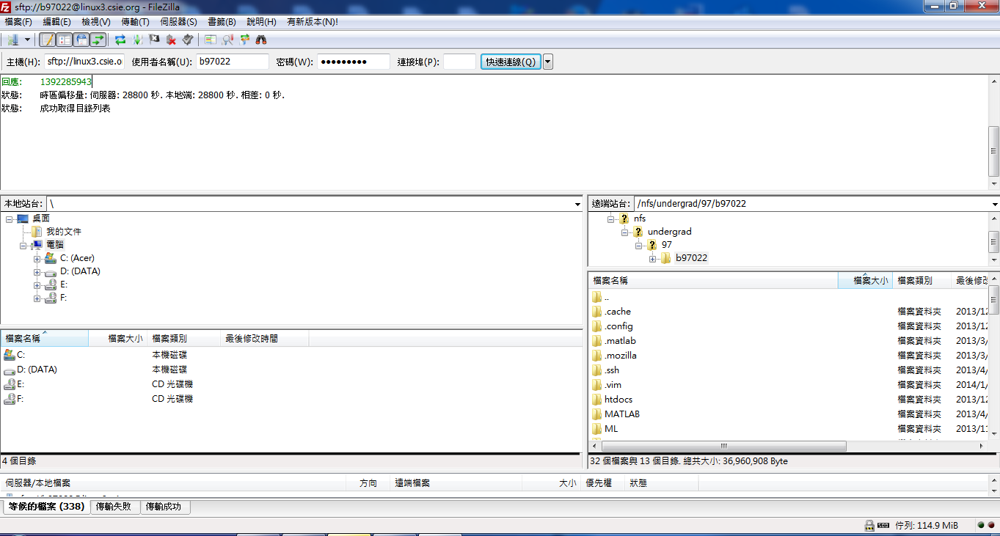 sftp://b97022@linux3.csie.org - FileZilla
檔案(F) 編輯(E) 檢視(V) 傳輸(T) 伺服器(S) 書籤(B) 說明(H) 有新版本(N)!
主機(H): sftp://linux3.csie.o 使用者名稱(U): b97022 密碼(W): ●●●●●●●●● 連接埠(P): 快速連線(Q)
回應: 1392285943
狀態: 時區偏移量: 伺服器: 28800 秒. 本地端: 28800 秒. 相差: 0 秒.
狀態: 成功取得目錄列表
本地站台: \
桌面
我的文件
電腦
C: (Acer)
D: (DATA)
E:
F:
檔案名稱 檔案大小 檔案類別 最後修改時間
C: 本機磁碟
D: (DATA) 本機磁碟
E: CD 光碟機
F: CD 光碟機
4 個目錄
遠端站台: /nfs/undergrad/97/b97022
nfs
undergrad
97
b97022
檔案名稱 檔案大小 檔案類別 最後修改
..
.cache 檔案資料夾 2013/12
.config 檔案資料夾 2013/12
.matlab 檔案資料夾 2013/3/
.mozilla 檔案資料夾 2013/3/
.ssh 檔案資料夾 2013/4/
.vim 檔案資料夾 2014/1/
htdocs 檔案資料夾 2013/12
MATLAB 檔案資料夾 2013/4/
ML 檔案資料夾 2013/11
32 個檔案與 13 個目錄. 總共大小: 36,960,908 Byte
伺服器/本地檔案 方向 遠端檔案 大小 優先權 狀態
等候的檔案 (338) 傳輸失敗 傳輸成功
佇列: 114.9 MiB